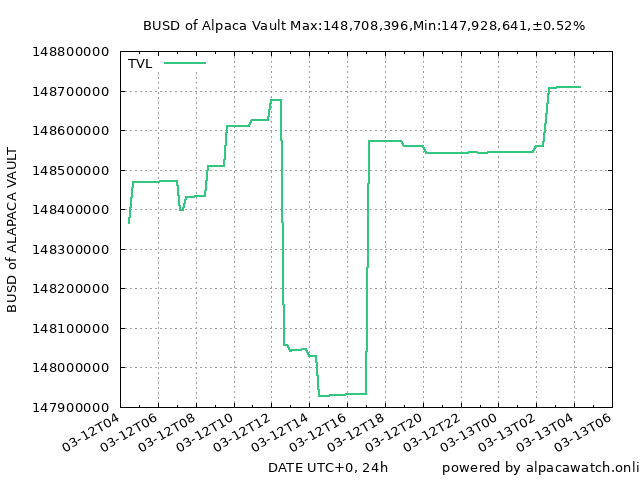 BUSD of Alpaca Vault Max:148,708,396,Min:147,928,641,±0.52%
TVL
148800000
148700000
148600000
148500000
148400000
148300000
148200000
148100000
148000000
147900000
BUSD of ALAPACA VAULT
03-12T04
03-12T06
03-12T08
03-12T10
03-12T12
03-12T14
03-12T16
03-12T18
03-12T20
03-12T22
03-13T00
03-13T02
03-13T04
03-13T06
DATE UTC+0, 24h
powered by alpacawatch.onli